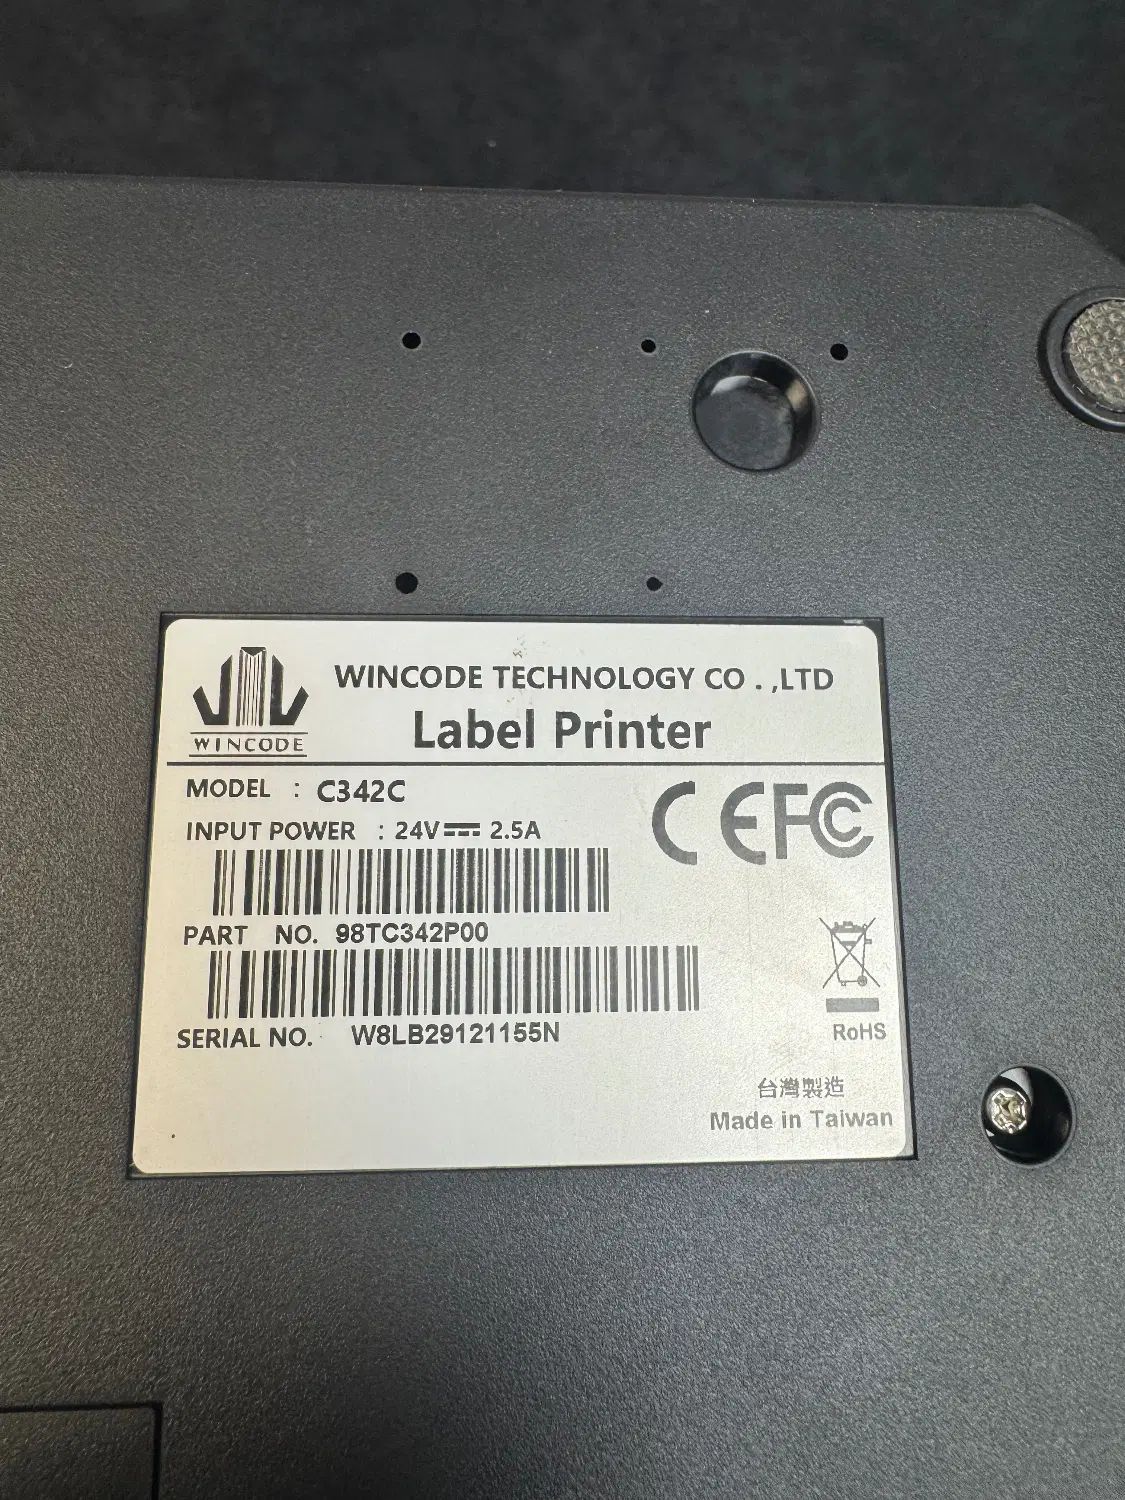 WINCODE
WINCODE TECHNOLOGY CO . ,LTD
Label Printer
MODEL : C342C
INPUT POWER : 24V⎓ 2.5A
CE FC
PART NO. 98TC342P00
SERIAL NO. W8LB29121155N
RoHS
台灣製造
Made in Taiwan